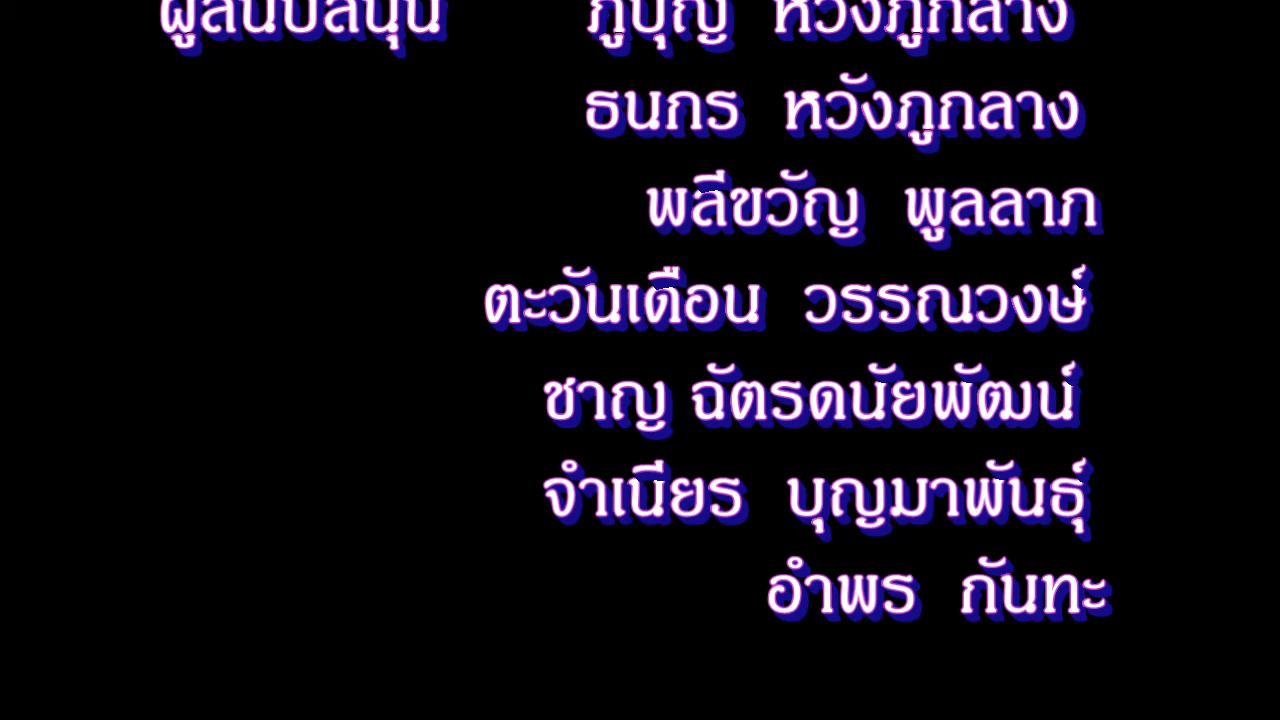 ผู้สนับสนุน ภูบุญ หวังภูกลาง
ธนกร หวังภูกลาง
พลีขวัญ พูลลาภ
ตะวันเดือน วรรณวงษ์
ชาญ ฉัตรดนัยพัฒน์
จำเนียร บุญมาพันธุ์
อำพร กันทะ